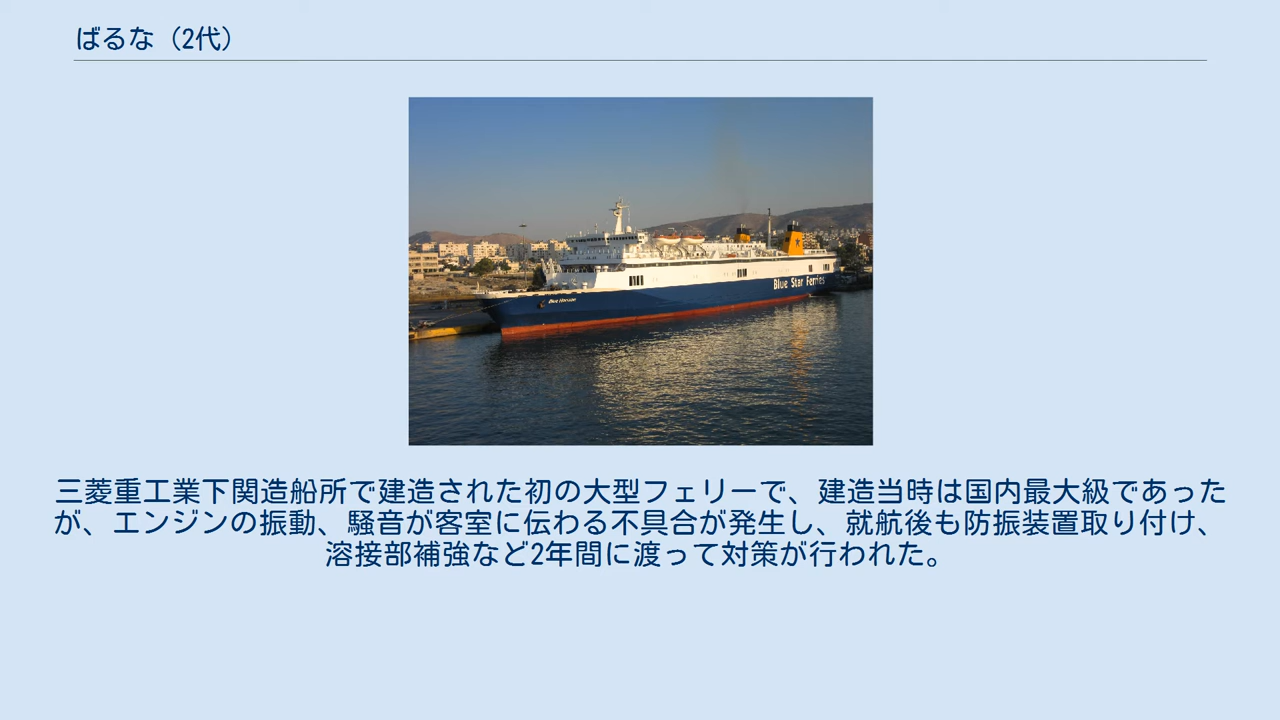 ばるな（2代）
Blue Horizon
Blue Star Ferries
三菱重工業下関造船所で建造された初の大型フェリーで、建造当時は国内最大級であった
が、エンジンの振動、騒音が客室に伝わる不具合が発生し、就航後も防振装置取り付け、
溶接部補強など2年間に渡って対策が行われた。